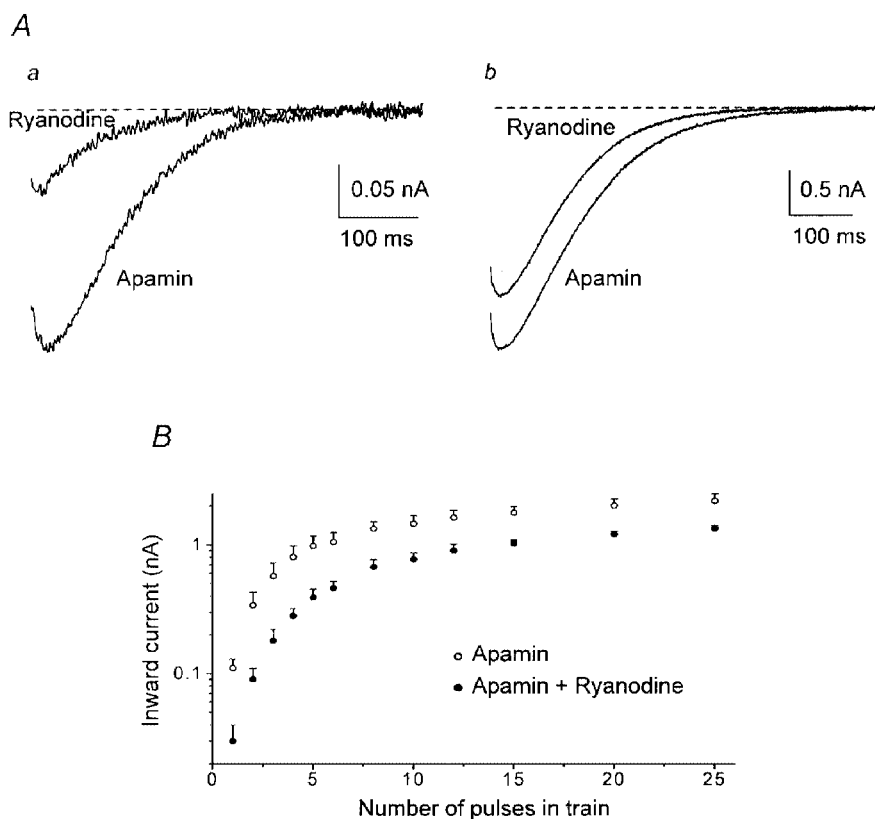 A
a
Ryanodine
0.05 nA
100 ms
Apamin
b
Ryanodine
0.5 nA
100 ms
Apamin
B
Inward current (nA)
1
0.1
Apamin
Apamin + Ryanodine
0 5 10 15 20 25
Number of pulses in train